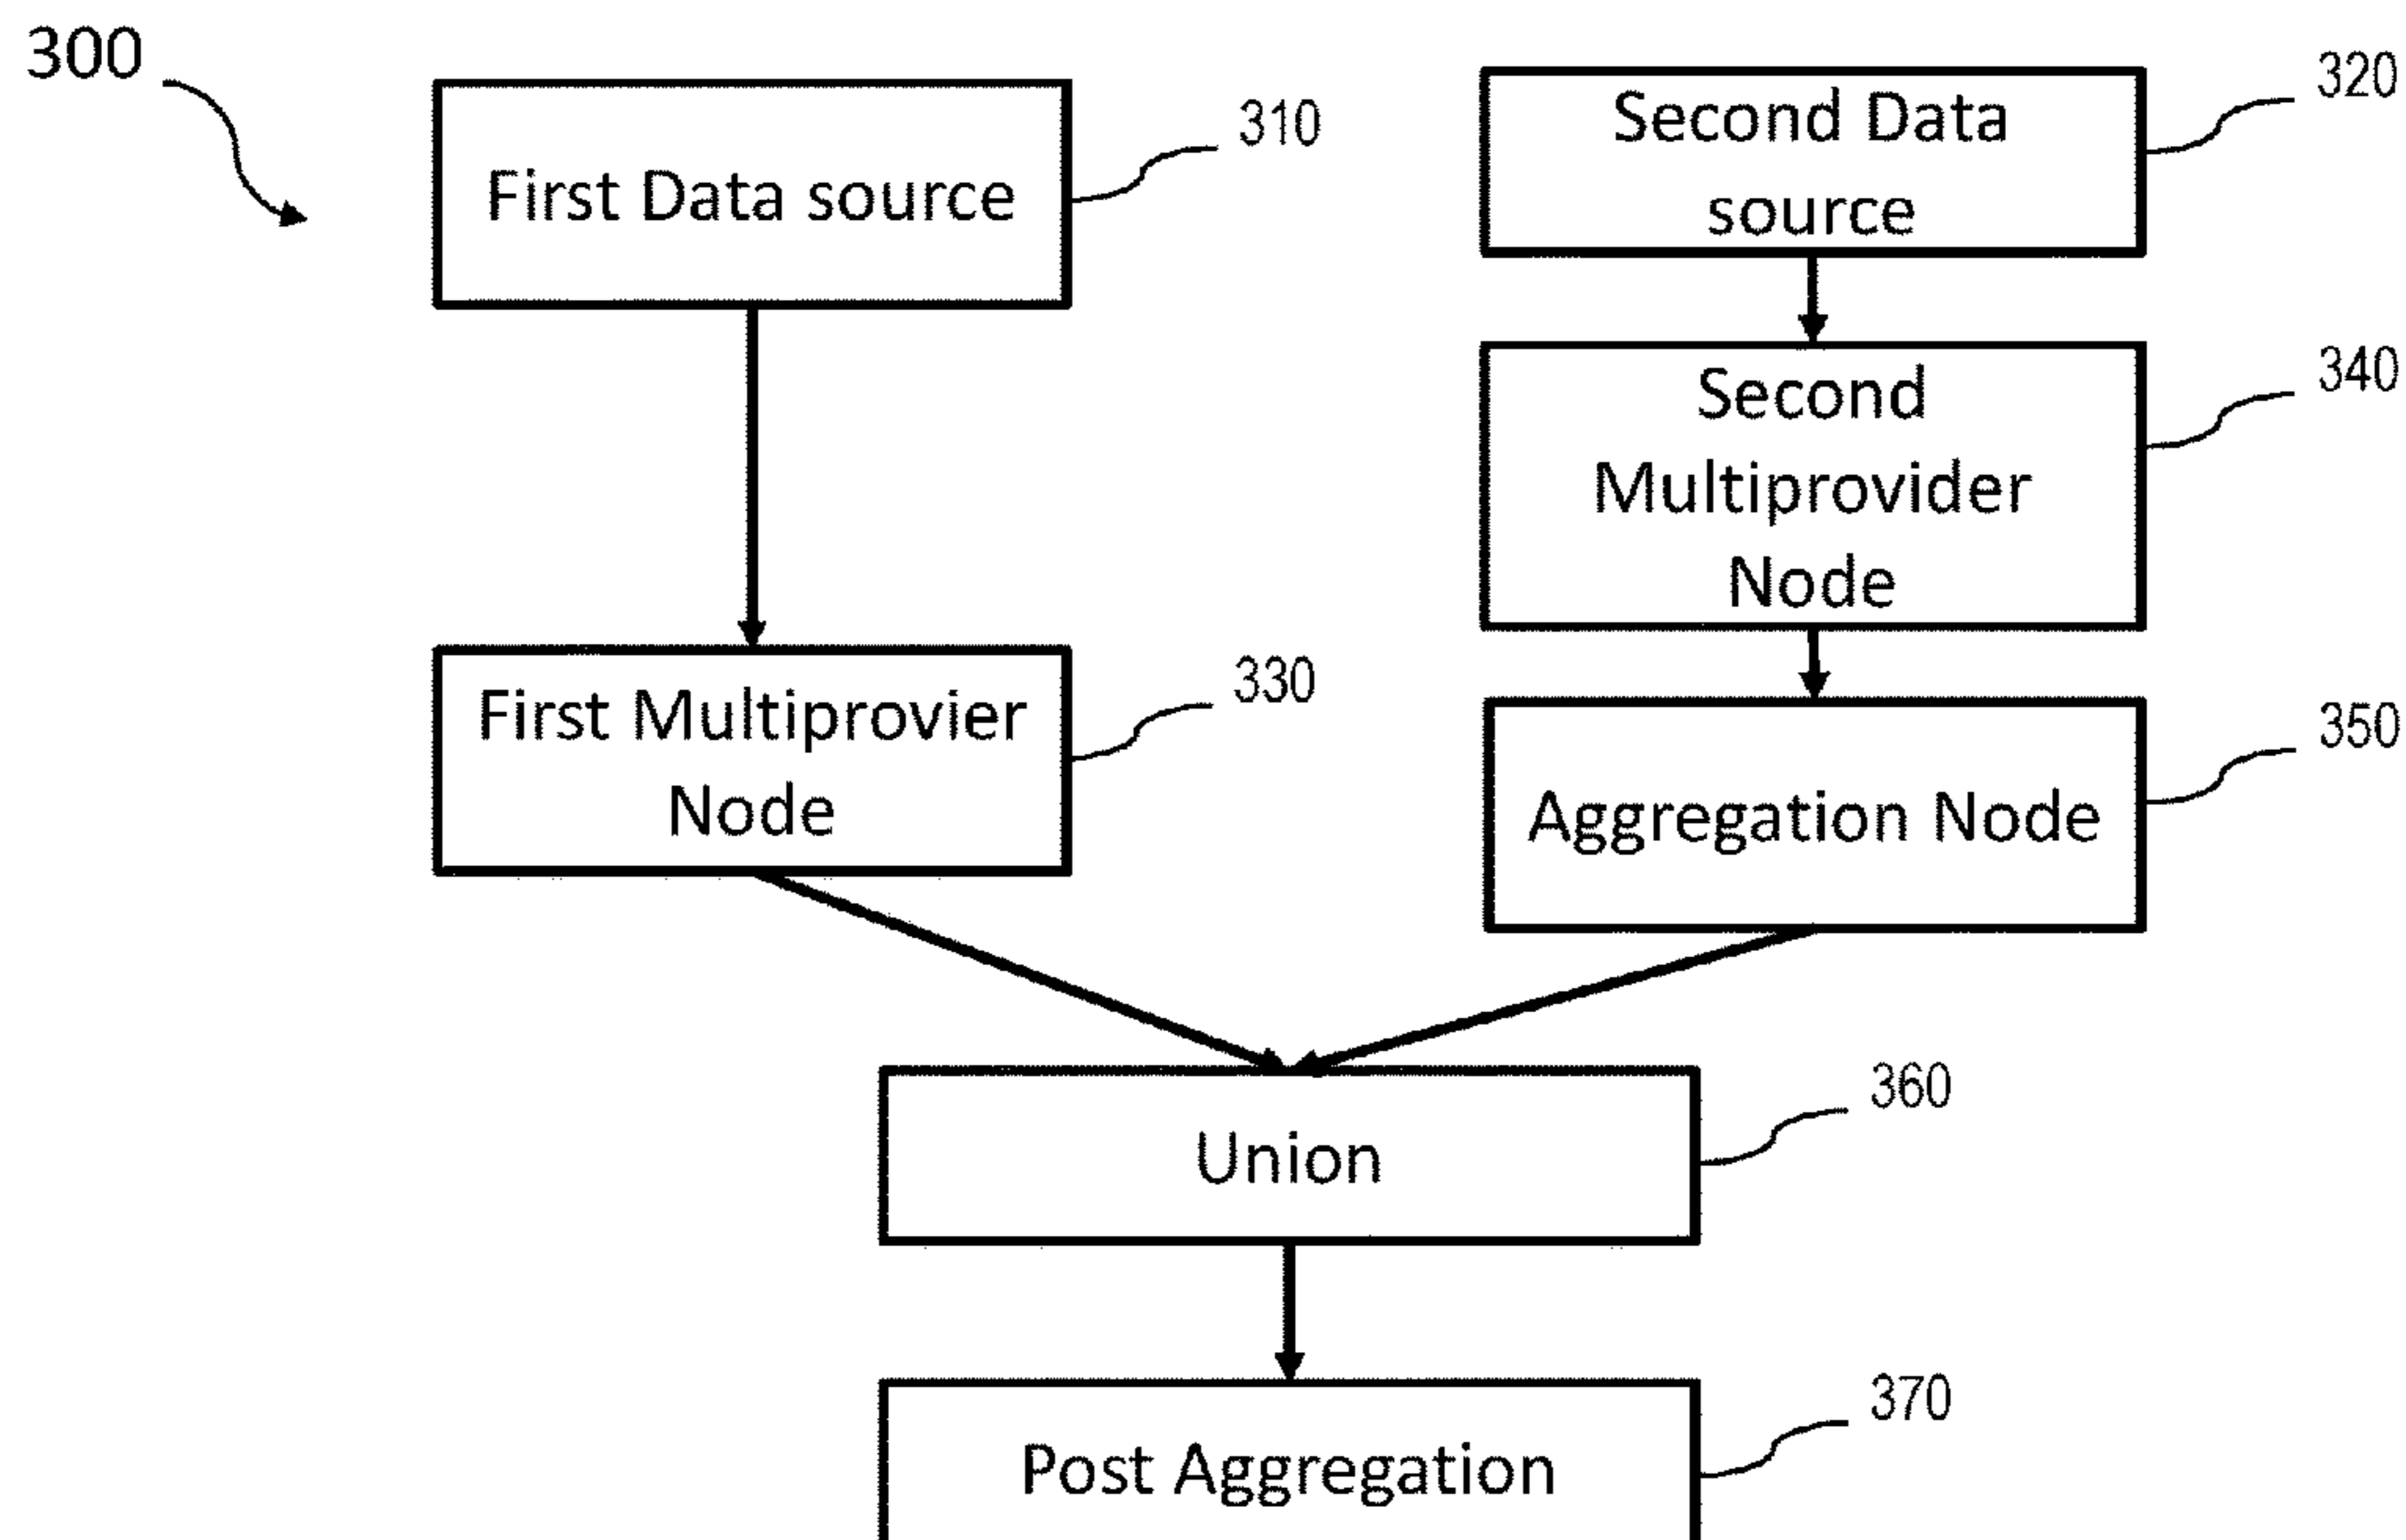 300
First Data source
310
Second Data
source
320
Second
Multiprovider
Node
340
First Multiprovier
Node
330
Aggregation Node
350
Union
360
Post Aggregation
370